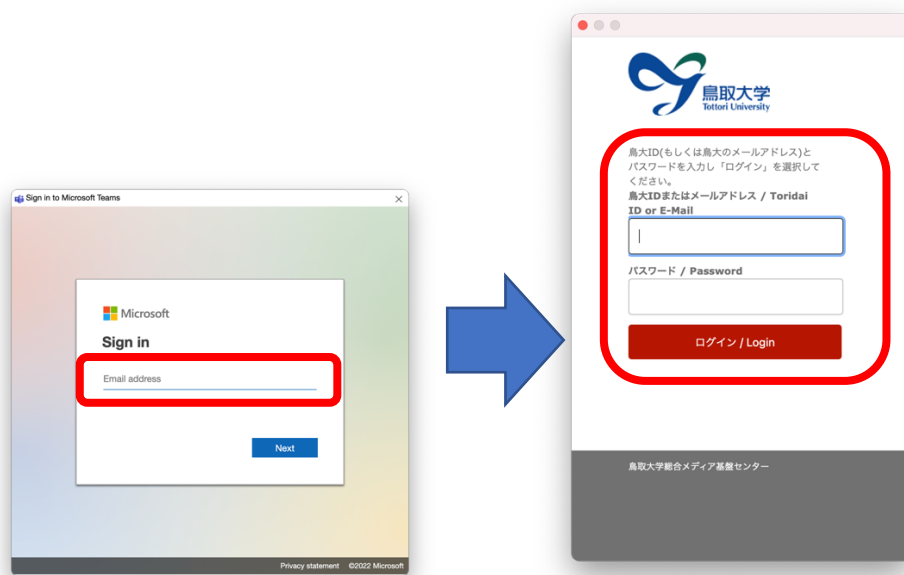 Sign in to Microsoft Teams
Microsoft
Sign in
Email address
Next
Privacy statement ©2022 Microsoft
鳥取大学
Tottori University
鳥大ID(もしくは鳥大のメールアドレス)と
パスワードを入力し「ログイン」を選択して
ください。
鳥大IDまたはメールアドレス / Toridai
ID or E-Mail
パスワード / Password
ログイン / Login
鳥取大学総合メディア基盤センター